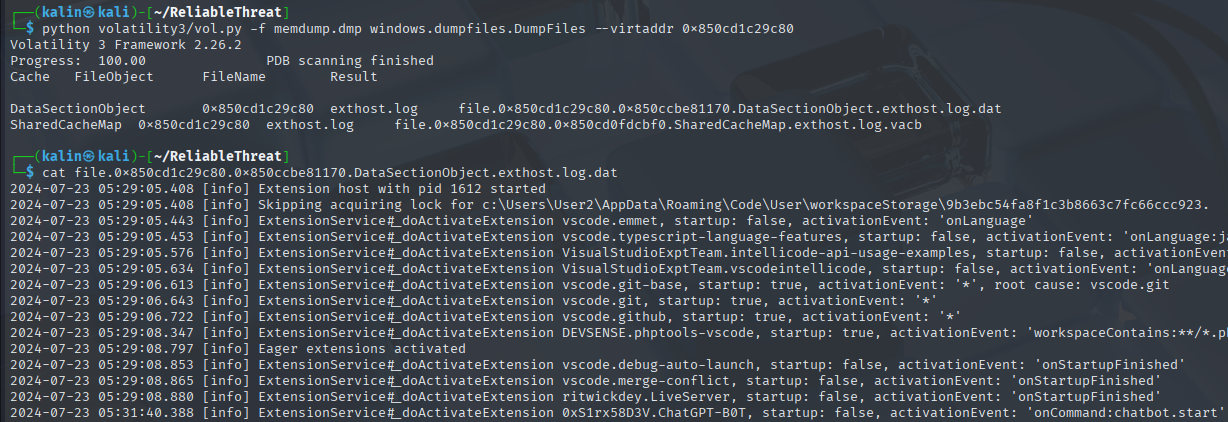 ┌──(kalin㉿kali)-[~/ReliableThreat]
└─$ python volatility3/vol.py -f memdump.dmp windows.dumpfiles.DumpFiles --virtaddr 0×850cd1c29c80
Volatility 3 Framework 2.26.2
Progress:  100.00               PDB scanning finished
Cache   FileObject      FileName        Result
DataSectionObject       0×850cd1c29c80  exthost.log     file.0×850cd1c29c80.0×850ccbe81170.DataSectionObject.exthost.log.dat
SharedCacheMap  0×850cd1c29c80  exthost.log     file.0×850cd1c29c80.0×850cd0fdcbf0.SharedCacheMap.exthost.log.vacb
┌──(kalin㉿kali)-[~/ReliableThreat]
└─$ cat file.0×850cd1c29c80.0×850ccbe81170.DataSectionObject.exthost.log.dat
2024-07-23 05:29:05.408 [info] Extension host with pid 1612 started
2024-07-23 05:29:05.408 [info] Skipping acquiring lock for c:\Users\User2\AppData\Roaming\Code\User\workspaceStorage\9b3ebc54fa8f1c3b8663c7fc66ccc923.
2024-07-23 05:29:05.443 [info] ExtensionService#_doActivateExtension vscode.emmet, startup: false, activationEvent: 'onLanguage'
2024-07-23 05:29:05.453 [info] ExtensionService#_doActivateExtension vscode.typescript-language-features, startup: false, activationEvent: 'onLanguage:ja
2024-07-23 05:29:05.576 [info] ExtensionService#_doActivateExtension VisualStudioExptTeam.intellicode-api-usage-examples, startup: false, activationEvent
2024-07-23 05:29:05.634 [info] ExtensionService#_doActivateExtension VisualStudioExptTeam.vscodeintellicode, startup: false, activationEvent: 'onLanguag
2024-07-23 05:29:06.613 [info] ExtensionService#_doActivateExtension vscode.git-base, startup: true, activationEvent: '*', root cause: vscode.git
2024-07-23 05:29:06.643 [info] ExtensionService#_doActivateExtension vscode.git, startup: true, activationEvent: '*'
2024-07-23 05:29:06.722 [info] ExtensionService#_doActivateExtension vscode.github, startup: true, activationEvent: '*'
2024-07-23 05:29:08.347 [info] ExtensionService#_doActivateExtension DEVSENSE.phptools-vscode, startup: true, activationEvent: 'workspaceContains:**/*.ph
2024-07-23 05:29:08.797 [info] Eager extensions activated
2024-07-23 05:29:08.853 [info] ExtensionService#_doActivateExtension vscode.debug-auto-launch, startup: false, activationEvent: 'onStartupFinished'
2024-07-23 05:29:08.865 [info] ExtensionService#_doActivateExtension vscode.merge-conflict, startup: false, activationEvent: 'onStartupFinished'
2024-07-23 05:29:08.880 [info] ExtensionService#_doActivateExtension ritwickdey.LiveServer, startup: false, activationEvent: 'onStartupFinished'
2024-07-23 05:31:40.388 [info] ExtensionService#_doActivateExtension 0xS1rx58D3V.ChatGPT-B0T, startup: false, activationEvent: 'onCommand:chatbot.start'